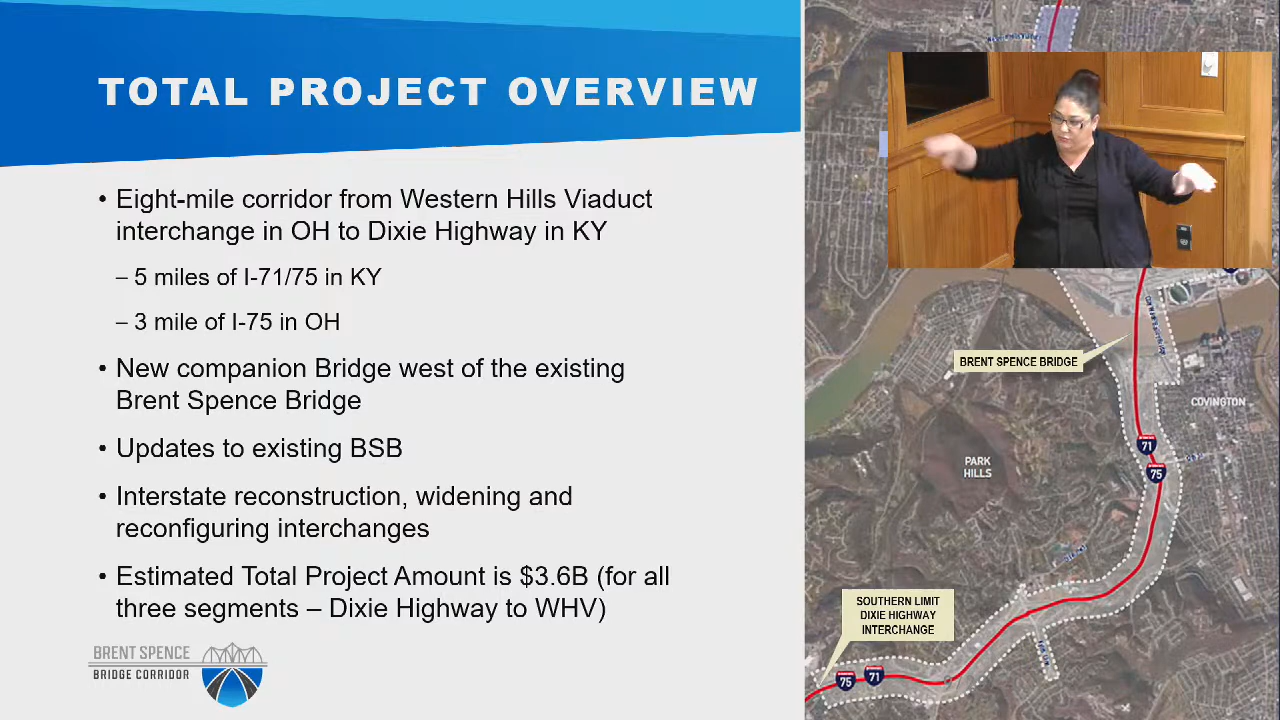 TOTAL PROJECT OVERVIEW
• Eight-mile corridor from Western Hills Viaduct
interchange in OH to Dixie Highway in KY
– 5 miles of I-71/75 in KY
– 3 mile of I-75 in OH
• New companion Bridge west of the existing
Brent Spence Bridge
• Updates to existing BSB
• Interstate reconstruction, widening and
reconfiguring interchanges
• Estimated Total Project Amount is $3.6B (for all
three segments – Dixie Highway to WHV)
BRENT SPENCE
BRIDGE CORRIDOR
BRENT SPENCE BRIDGE
COVINGTON
71
75
PARK
HILLS
SOUTHERN LIMIT
DIXIE HIGHWAY
INTERCHANGE
75
71